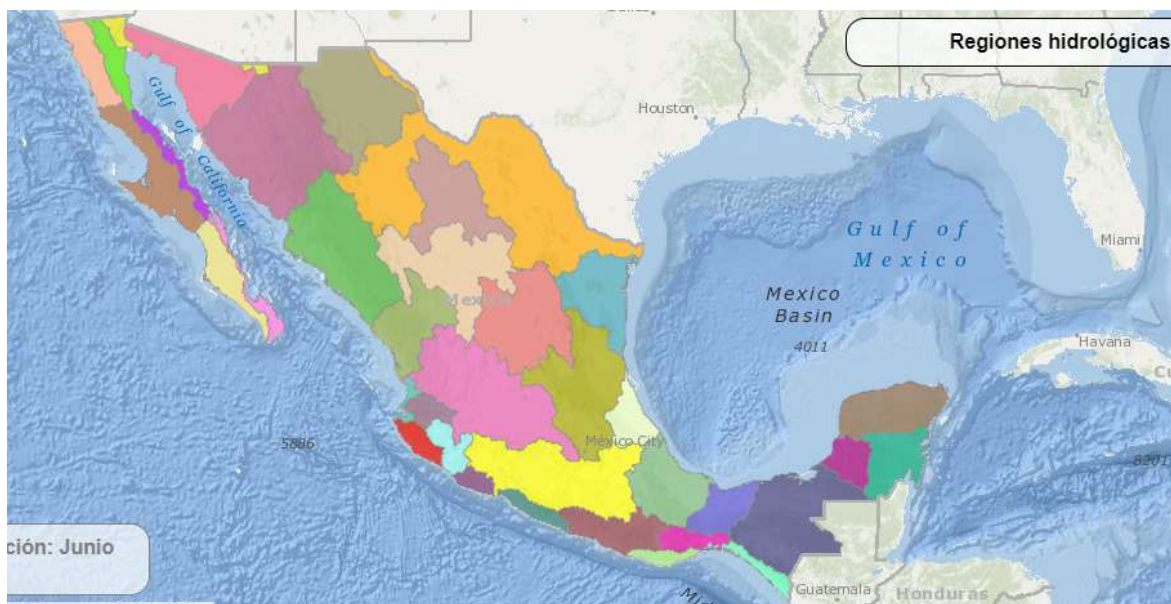 Regiones hidrológicas
Houston
Gulf of
California
Miami
Gulf of
Mexico
Mexico
Basin
4011
Mexico
Havana
5886
México City
8201
ción: Junio
Guatemala
Honduras